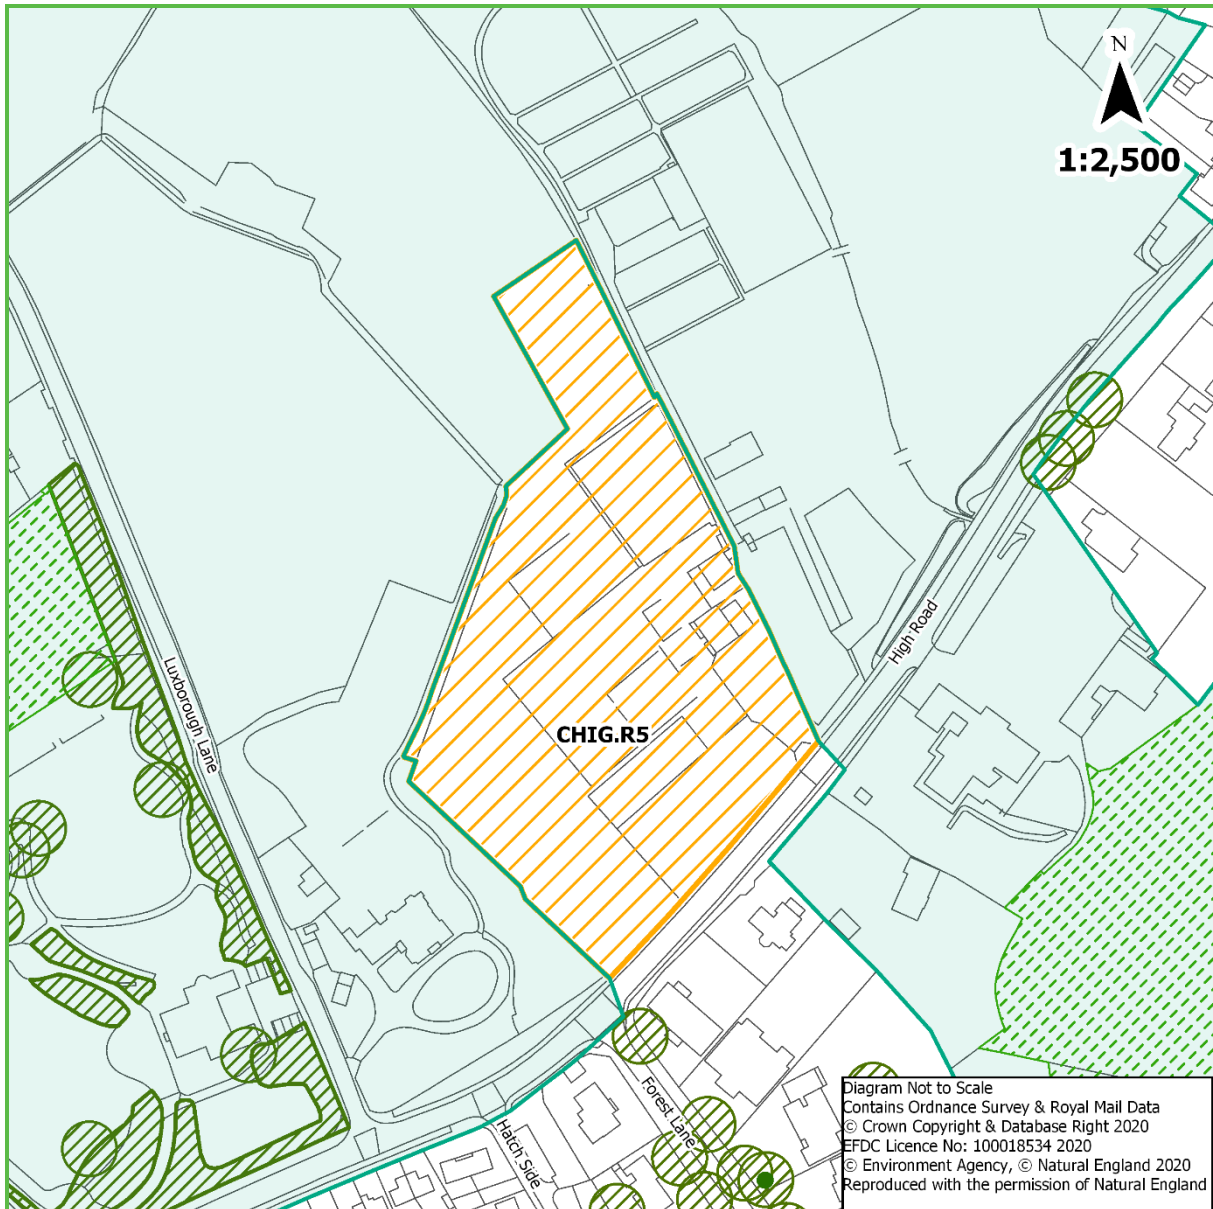 N
1:2,500
High Road
Luxborough Lane
CHIG.R5
Forest Lane
Hatch Side
Diagram Not to Scale
Contains Ordnance Survey & Royal Mail Data
© Crown Copyright & Database Right 2020
EFDC Licence No: 100018534 2020
© Environment Agency, © Natural England 2020
Reproduced with the permission of Natural England